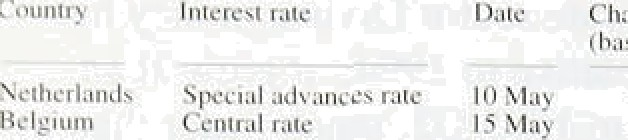 Country Interest rate Date
Netherlands Special advances rate 10 May
Belgium Central rate 15 May